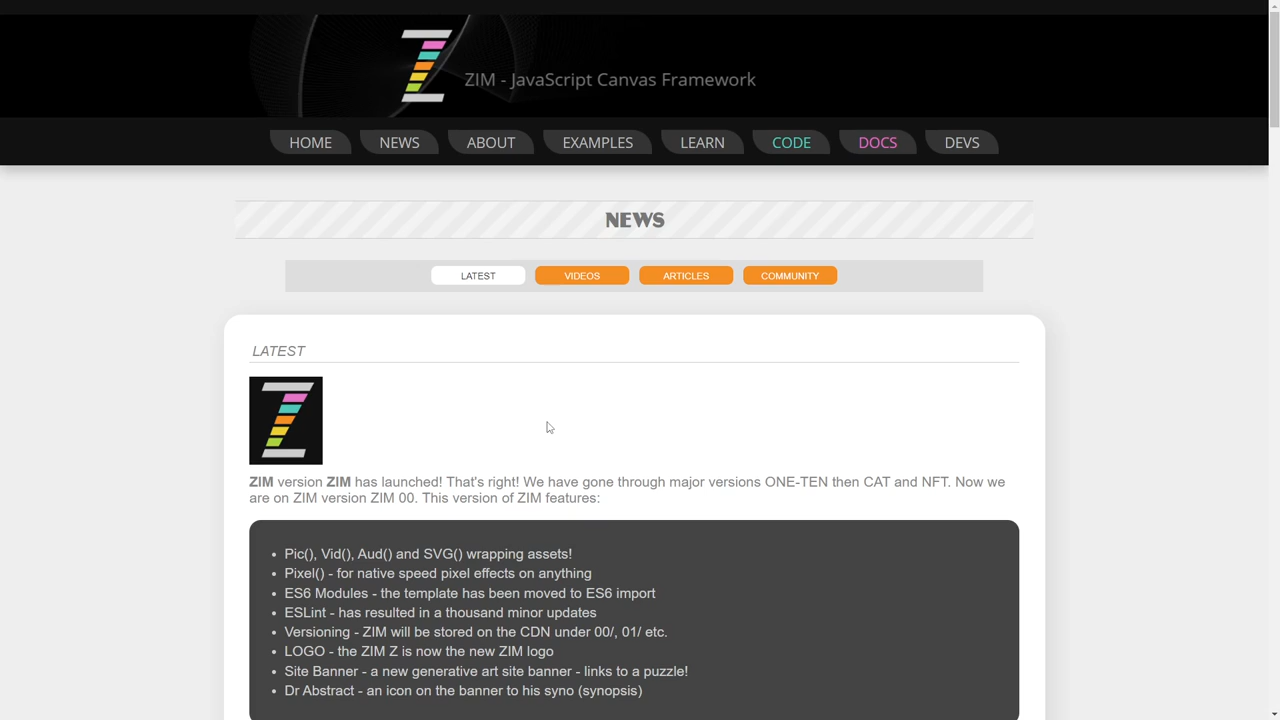 ZIM - JavaScript Canvas Framework
HOME NEWS ABOUT EXAMPLES LEARN CODE DOCS DEVS
NEWS
LATEST VIDEOS ARTICLES COMMUNITY
LATEST
ZIM version ZIM has launched! That's right! We have gone through major versions ONE-TEN then CAT and NFT. Now we
are on ZIM version ZIM 00. This version of ZIM features:
• Pic(), Vid(), Aud() and SVG() wrapping assets!
• Pixel() - for native speed pixel effects on anything
• ES6 Modules - the template has been moved to ES6 import
• ESLint - has resulted in a thousand minor updates
• Versioning - ZIM will be stored on the CDN under 00/, 01/ etc.
• LOGO - the ZIM Z is now the new ZIM logo
• Site Banner - a new generative art site banner - links to a puzzle!
• Dr Abstract - an icon on the banner to his syno (synopsis)